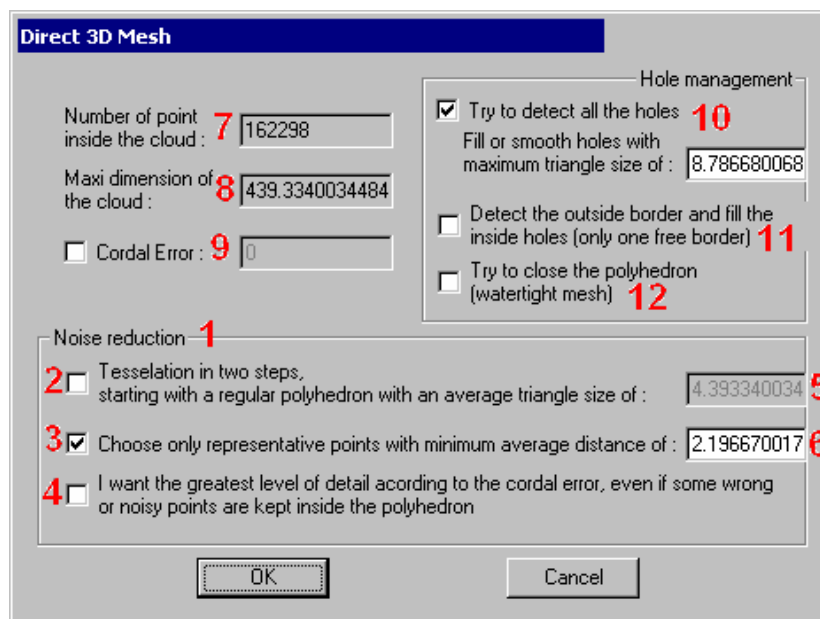 Direct 3D Mesh
Hole management
Number of point
inside the cloud : 7 162298
Maxi dimension of
the cloud : 8 439.3340034484
Cordal Error : 9 0
Try to detect all the holes 10
Fill or smooth holes with
maximum triangle size of : 8.786680068
Detect the outside border and fill the
inside holes (only one free border) 11
Try to close the polyhedron
(watertight mesh) 12
Noise reduction 1
2 Tesselation in two steps,
starting with a regular polyhedron with an average triangle size of : 4.393340034 5
3 Choose only representative points with minimum average distance of : 2.196670017 6
4 I want the greatest level of detail acording to the cordal error, even if some wrong
or noisy points are kept inside the polyhedron
OK Cancel